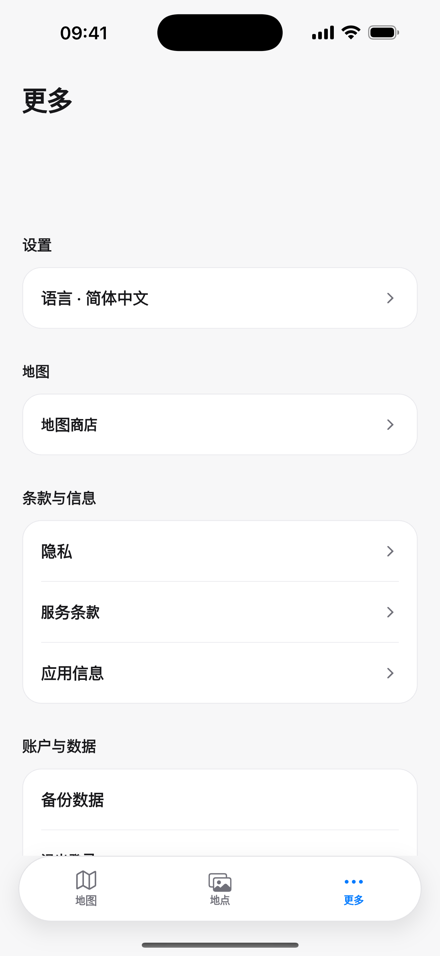 09:41
更多
设置
语言 · 简体中文
地图
地图商店
条款与信息
隐私
服务条款
应用信息
账户与数据
备份数据
地图
地点
更多